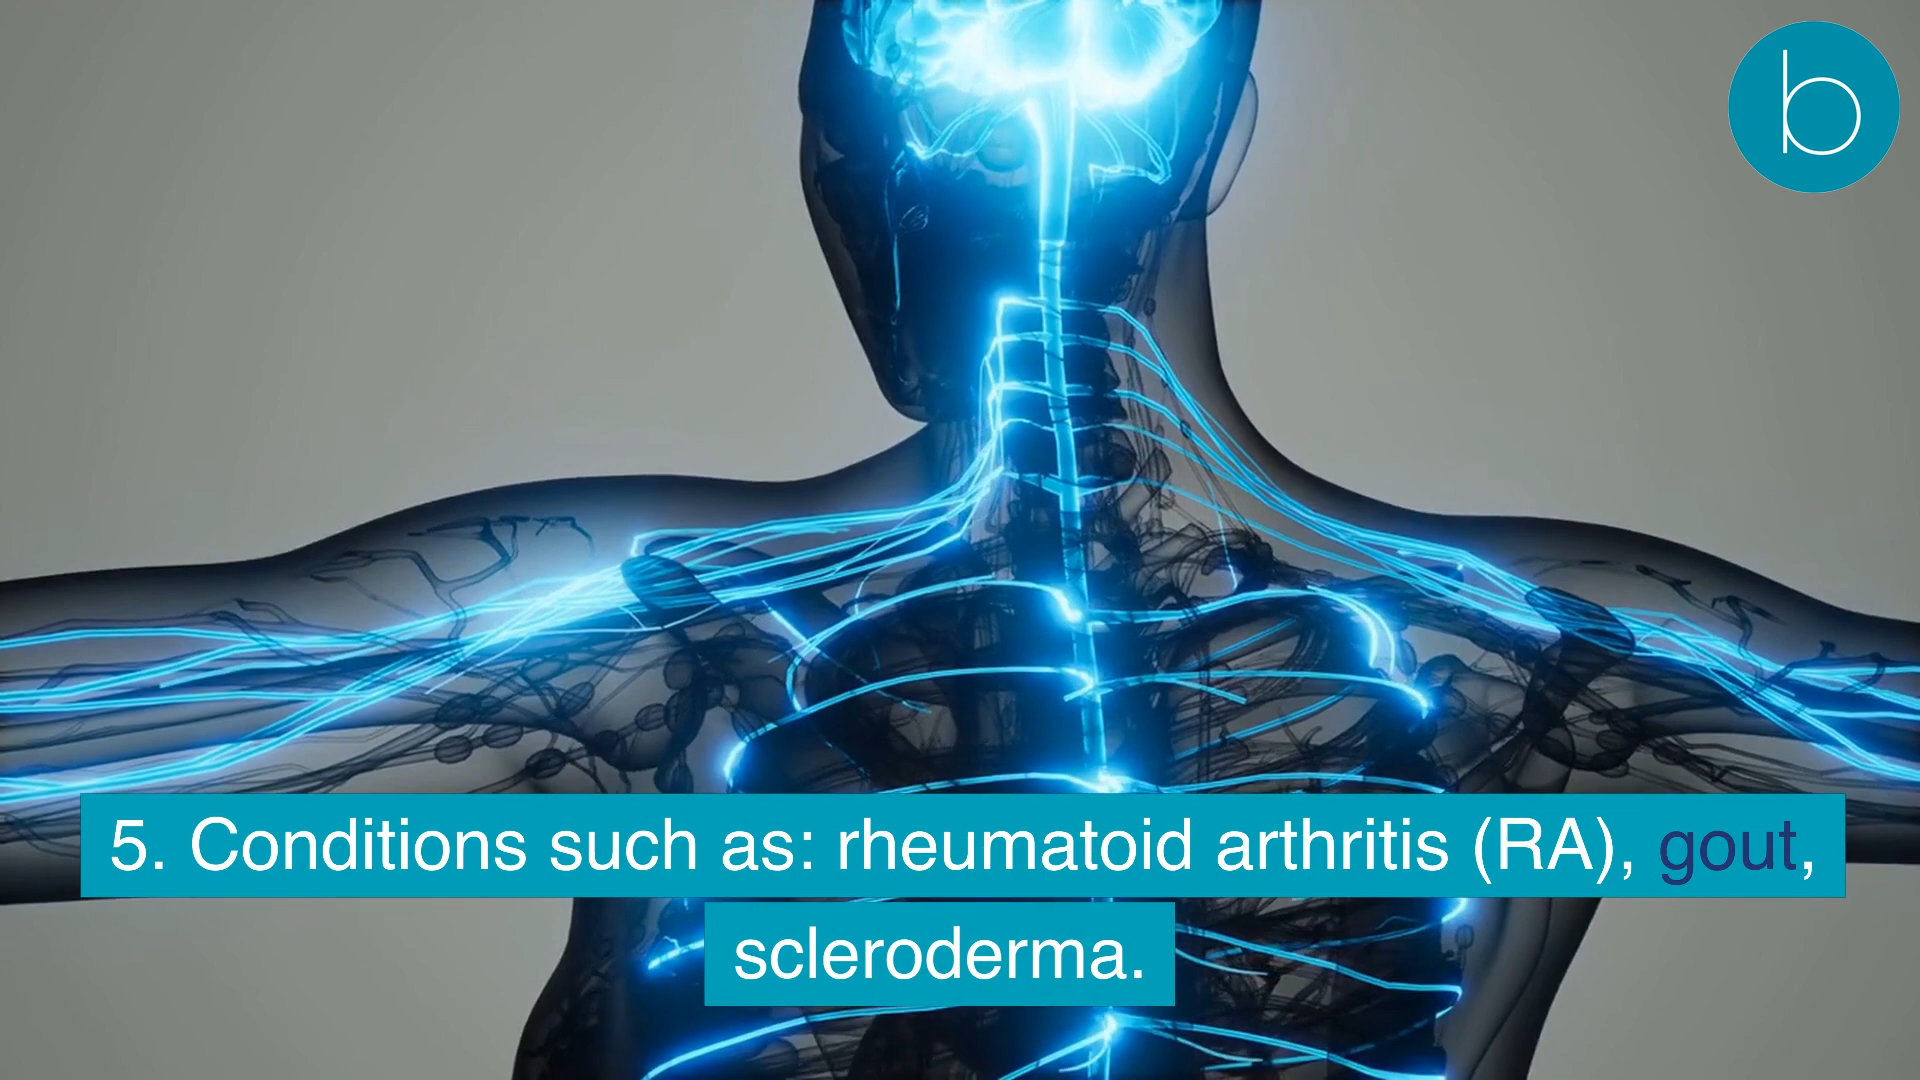 b
5. Conditions such as: rheumatoid arthritis (RA), gout,
scleroderma.